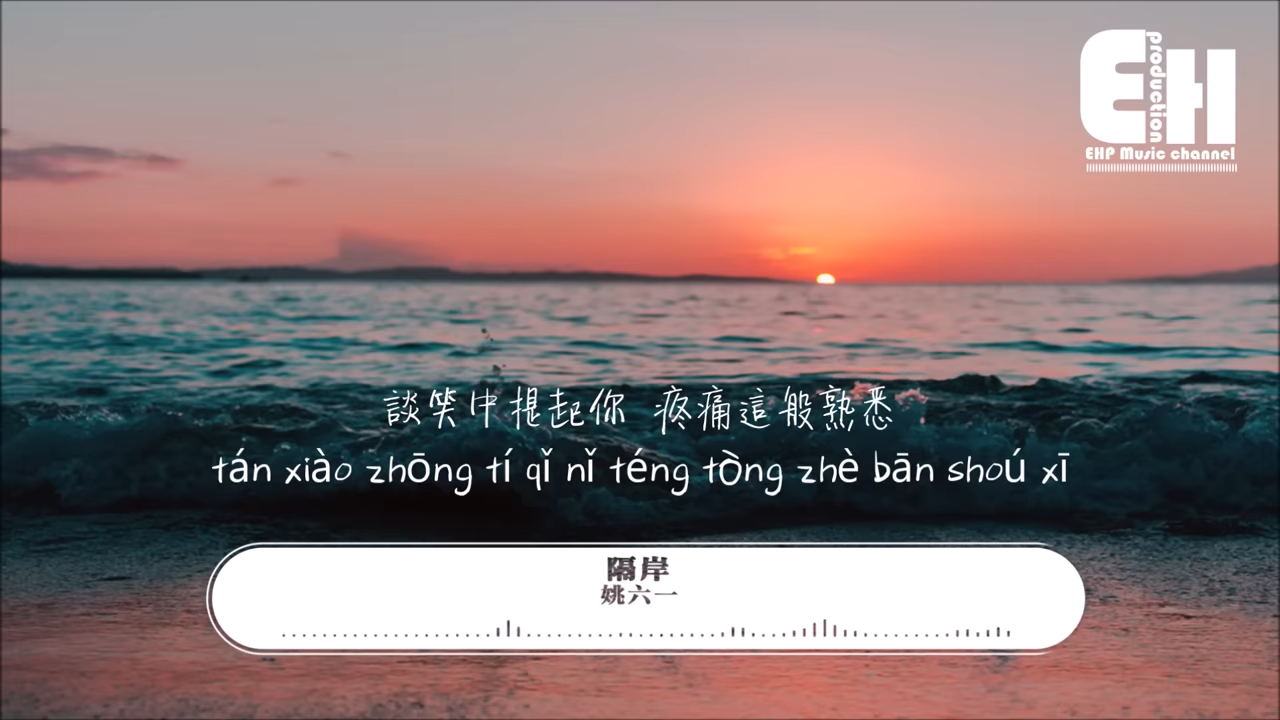 EH
production
EHP Music channel
談笑中提起你 疼痛這般熟悉
tán xiào zhōng tí qǐ nǐ téng tòng zhè bān shoú xī
隔岸
姚六一